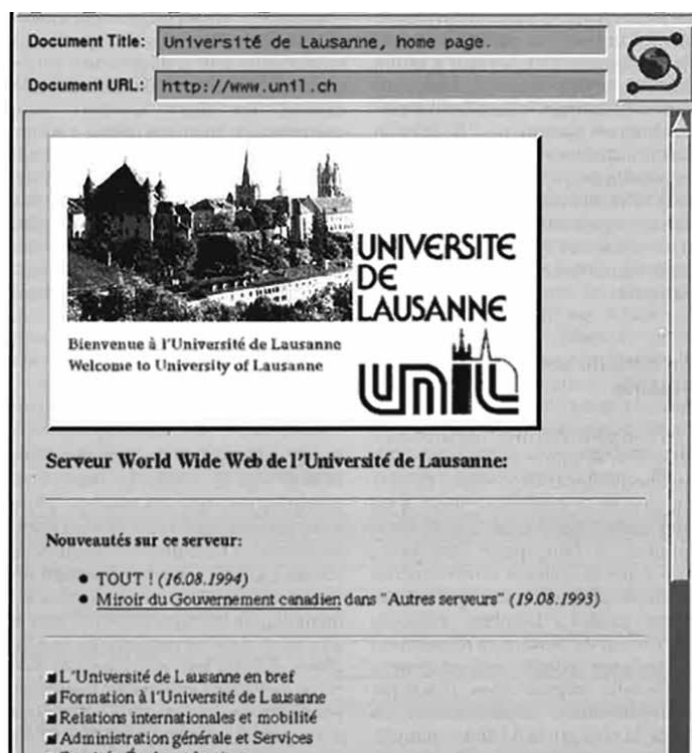 Document Title: Université de Lausanne, home page.
Document URL: http://www.unil.ch
UNIVERSITE
DE
LAUSANNE
Bienvenue à l'Université de Lausanne
Welcome to University of Lausanne
unil
Serveur World Wide Web de l'Université de Lausanne:
Nouveautés sur ce serveur:
TOUT ! (16.08.1994)
Miroir du Gouvernement canadien dans "Autres serveurs" (19.08.1993)
L'Université de Lausanne en bref
Formation à l'Université de Lausanne
Relations internationales et mobilité
Administration générale et Services